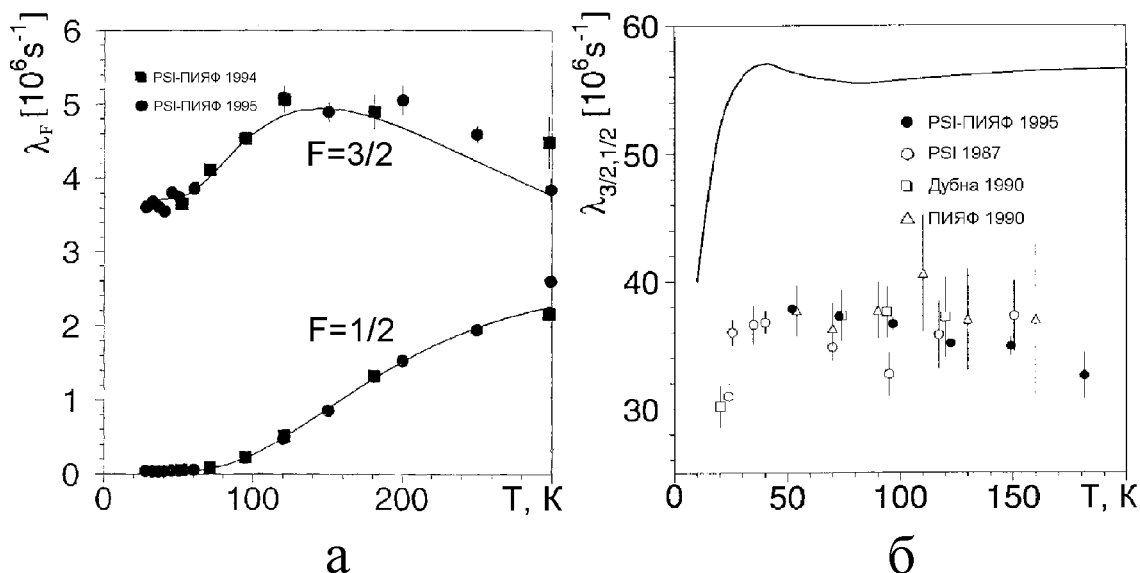 λF [10⁶s⁻¹]
6
5
4
3
2
1
0
PSI-ПИЯФ 1994
PSI-ПИЯФ 1995
F=3/2
F=1/2
0
100
200
T, К
а
λ3/2,1/2 [10⁶s⁻¹]
60
50
40
30
PSI-ПИЯФ 1995
PSI 1987
Дубна 1990
ПИЯФ 1990
0
50
100
150
T, К
б